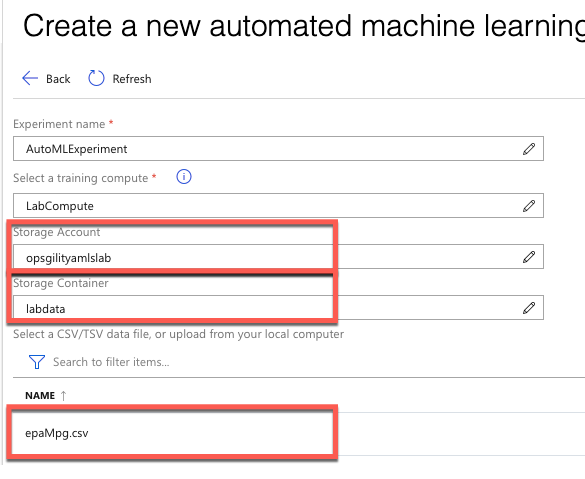 Create a new automated machine learning
Back Refresh
Experiment name *
AutoMLExperiment
Select a training compute *
LabCompute
Storage Account
opsgilityamlslab
Storage Container
labdata
Select a CSV/TSV data file, or upload from your local computer
Search to filter items...
NAME ↑
epaMpg.csv